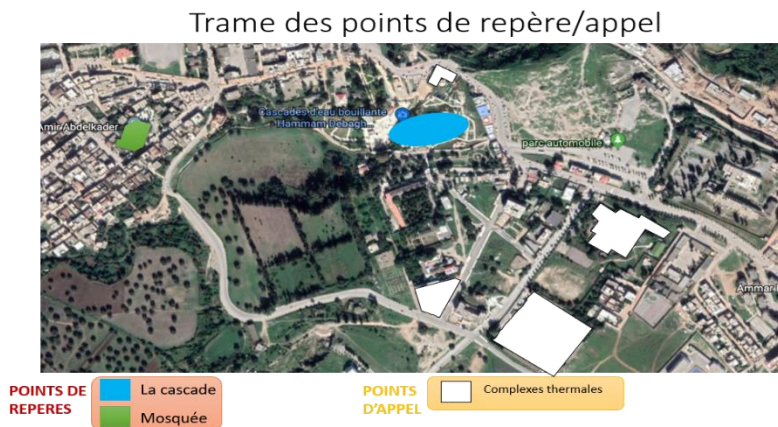 Trame des points de repère/appel
Cascades d'eau bouillante
Hammam Debagh
Amir Abdelkader
parc automobile
POINTS DE
REPERES
La cascade
Mosquée
POINTS
D'APPEL
Complexes thermales